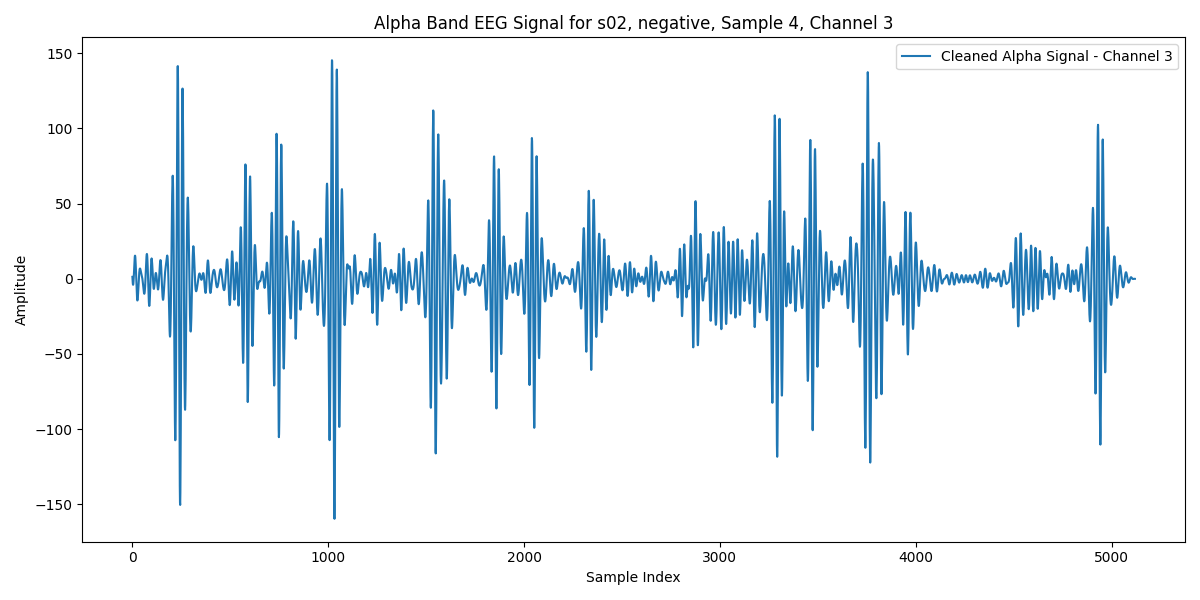 Alpha Band EEG Signal for s02, negative, Sample 4, Channel 3
Cleaned Alpha Signal - Channel 3
150
100
50
0
−50
−100
−150
Amplitude
0 1000 2000 3000 4000 5000
Sample Index